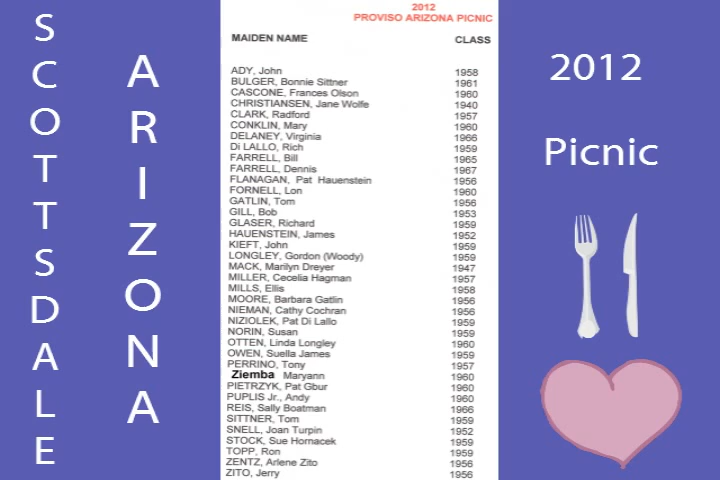 SCOTTSDALE
ARIZONA
2012
PROVISO ARIZONA PICNIC
MAIDEN NAME CLASS
ADY, John 1958
BULGER, Bonnie Sittner 1961
CASCONE, Frances Olson 1960
CHRISTIANSEN, Jane Wolfe 1940
CLARK, Radford 1957
CONKLIN, Mary 1960
DELANEY, Virginia 1966
Di LALLO, Rich 1959
FARRELL, Bill 1965
FARRELL, Dennis 1967
FLANAGAN, Pat Hauenstein 1956
FORNELL, Lon 1960
GATLIN, Tom 1956
GILL, Bob 1953
GLASER, Richard 1959
HAUENSTEIN, James 1952
KIEFT, John 1959
LONGLEY, Gordon (Woody) 1959
MACK, Marilyn Dreyer 1947
MILLER, Cecelia Hagman 1957
MILLS, Ellis 1958
MOORE, Barbara Gatlin 1956
NIEMAN, Cathy Cochran 1956
NIZIOLEK, Pat Di Lallo 1959
NORIN, Susan 1959
OTTEN, Linda Longley 1960
OWEN, Suella James 1959
PERRINO, Tony 1957
Ziemba Maryann 1960
PIETRZYK, Pat Gbur 1960
PUPLIS Jr., Andy 1960
REIS, Sally Boatman 1966
SITTNER, Tom 1959
SNELL, Joan Turpin 1952
STOCK, Sue Hornacek 1959
TOPP, Ron 1959
ZENTZ, Arlene Zito 1956
ZITO, Jerry 1956
2012
Picnic